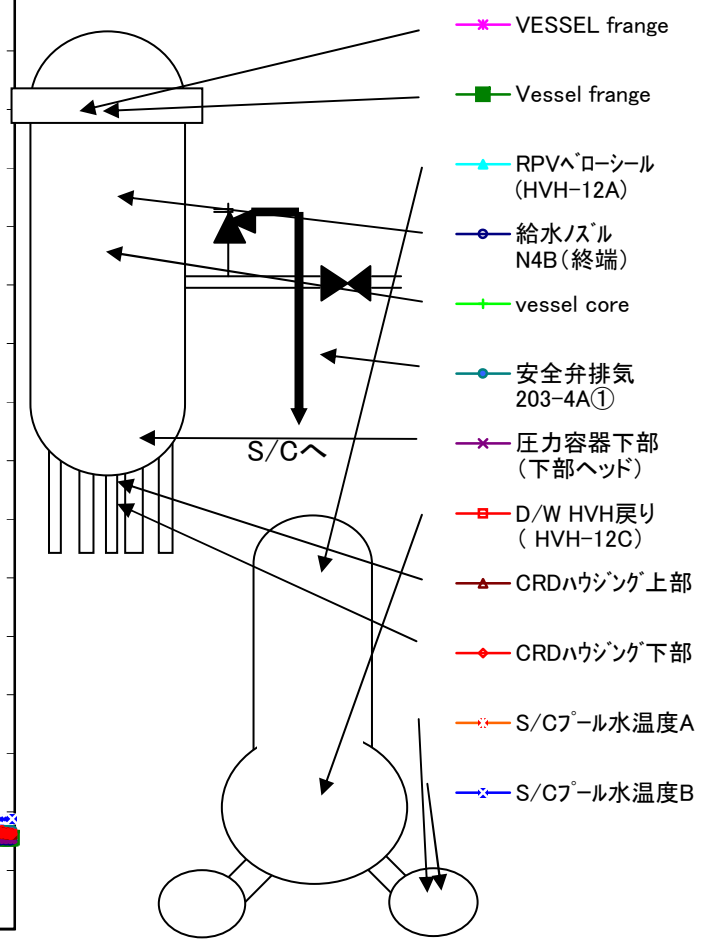 VESSEL frange
Vessel frange
RPVﾍﾞﾛｰｼｰﾙ
(HVH-12A)
給水ﾉｽﾞﾙ
N4B(終端)
vessel core
安全弁排気
203-4A①
圧力容器下部
(下部ヘッド)
D/W HVH戻り
( HVH-12C)
CRDﾊｳｼﾞﾝｸﾞ上部
CRDﾊｳｼﾞﾝｸﾞ下部
S/Cﾌﾟｰﾙ水温度A
S/Cﾌﾟｰﾙ水温度B
S/Cへ